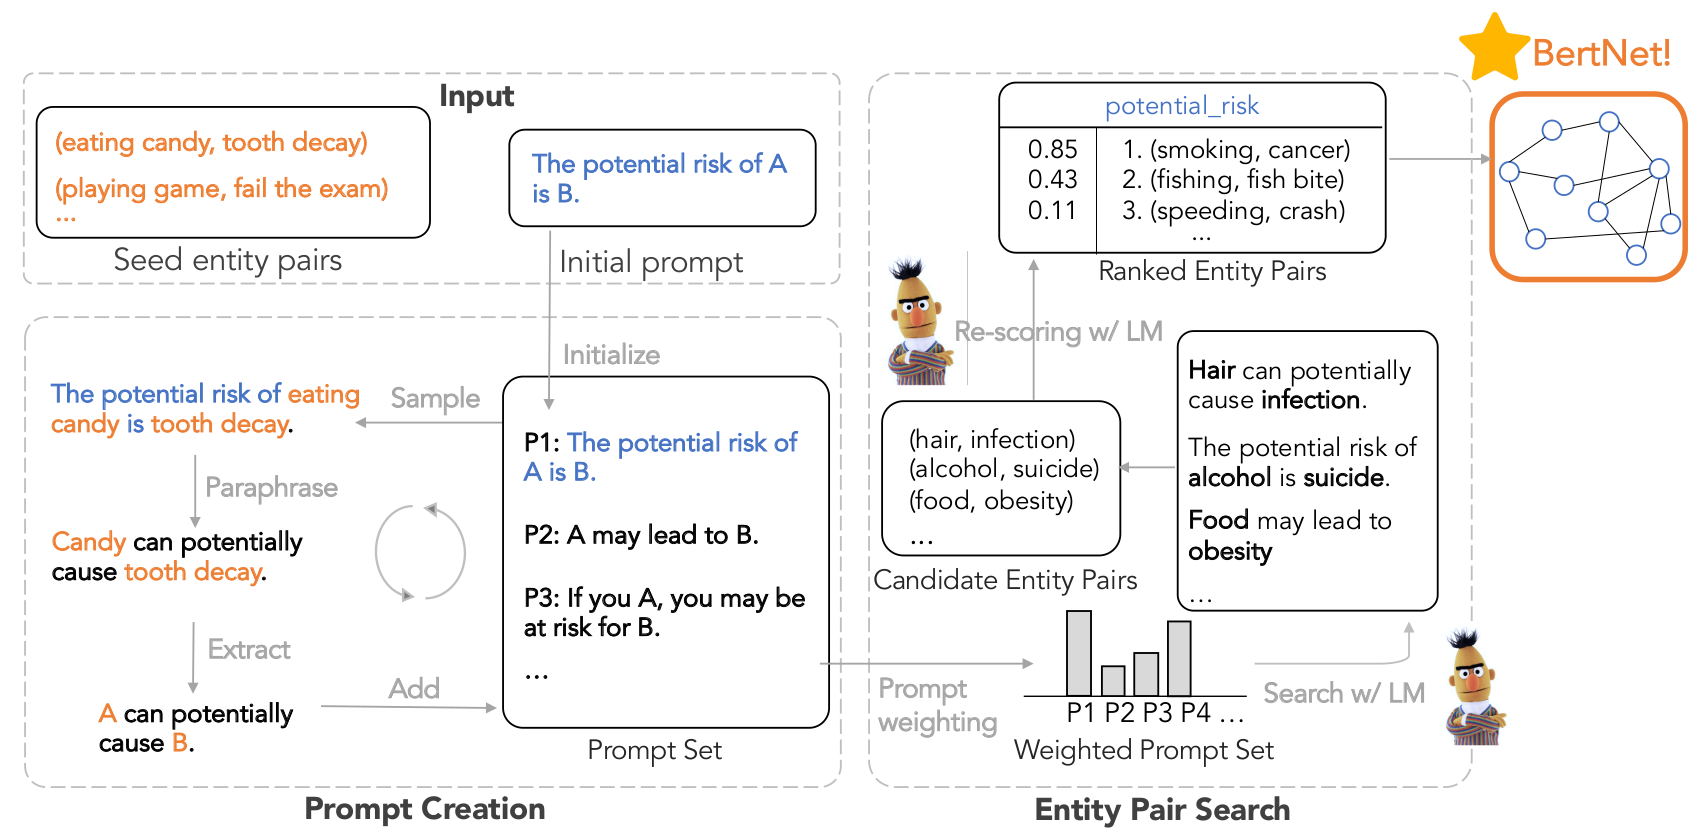 Input
(eating candy, tooth decay)
(playing game, fail the exam)
...
Seed entity pairs
The potential risk of A
is B.
Initial prompt
Initialize
Sample
The potential risk of eating
candy is tooth decay.
Paraphrase
Candy can potentially
cause tooth decay.
Extract
A can potentially
cause B.
Add
P1: The potential risk of
A is B.
P2: A may lead to B.
P3: If you A, you may be
at risk for B.
...
Prompt Set
Prompt Creation
BertNet!
potential_risk
0.85 1. (smoking, cancer)
0.43 2. (fishing, fish bite)
0.11 3. (speeding, crash)
...
Ranked Entity Pairs
Re-scoring w/ LM
(hair, infection)
(alcohol, suicide)
(food, obesity)
...
Candidate Entity Pairs
Hair can potentially
cause infection.
The potential risk of
alcohol is suicide.
Food may lead to
obesity
...
Prompt
weighting
P1 P2 P3 P4 ...
Weighted Prompt Set
Search w/ LM
Entity Pair Search